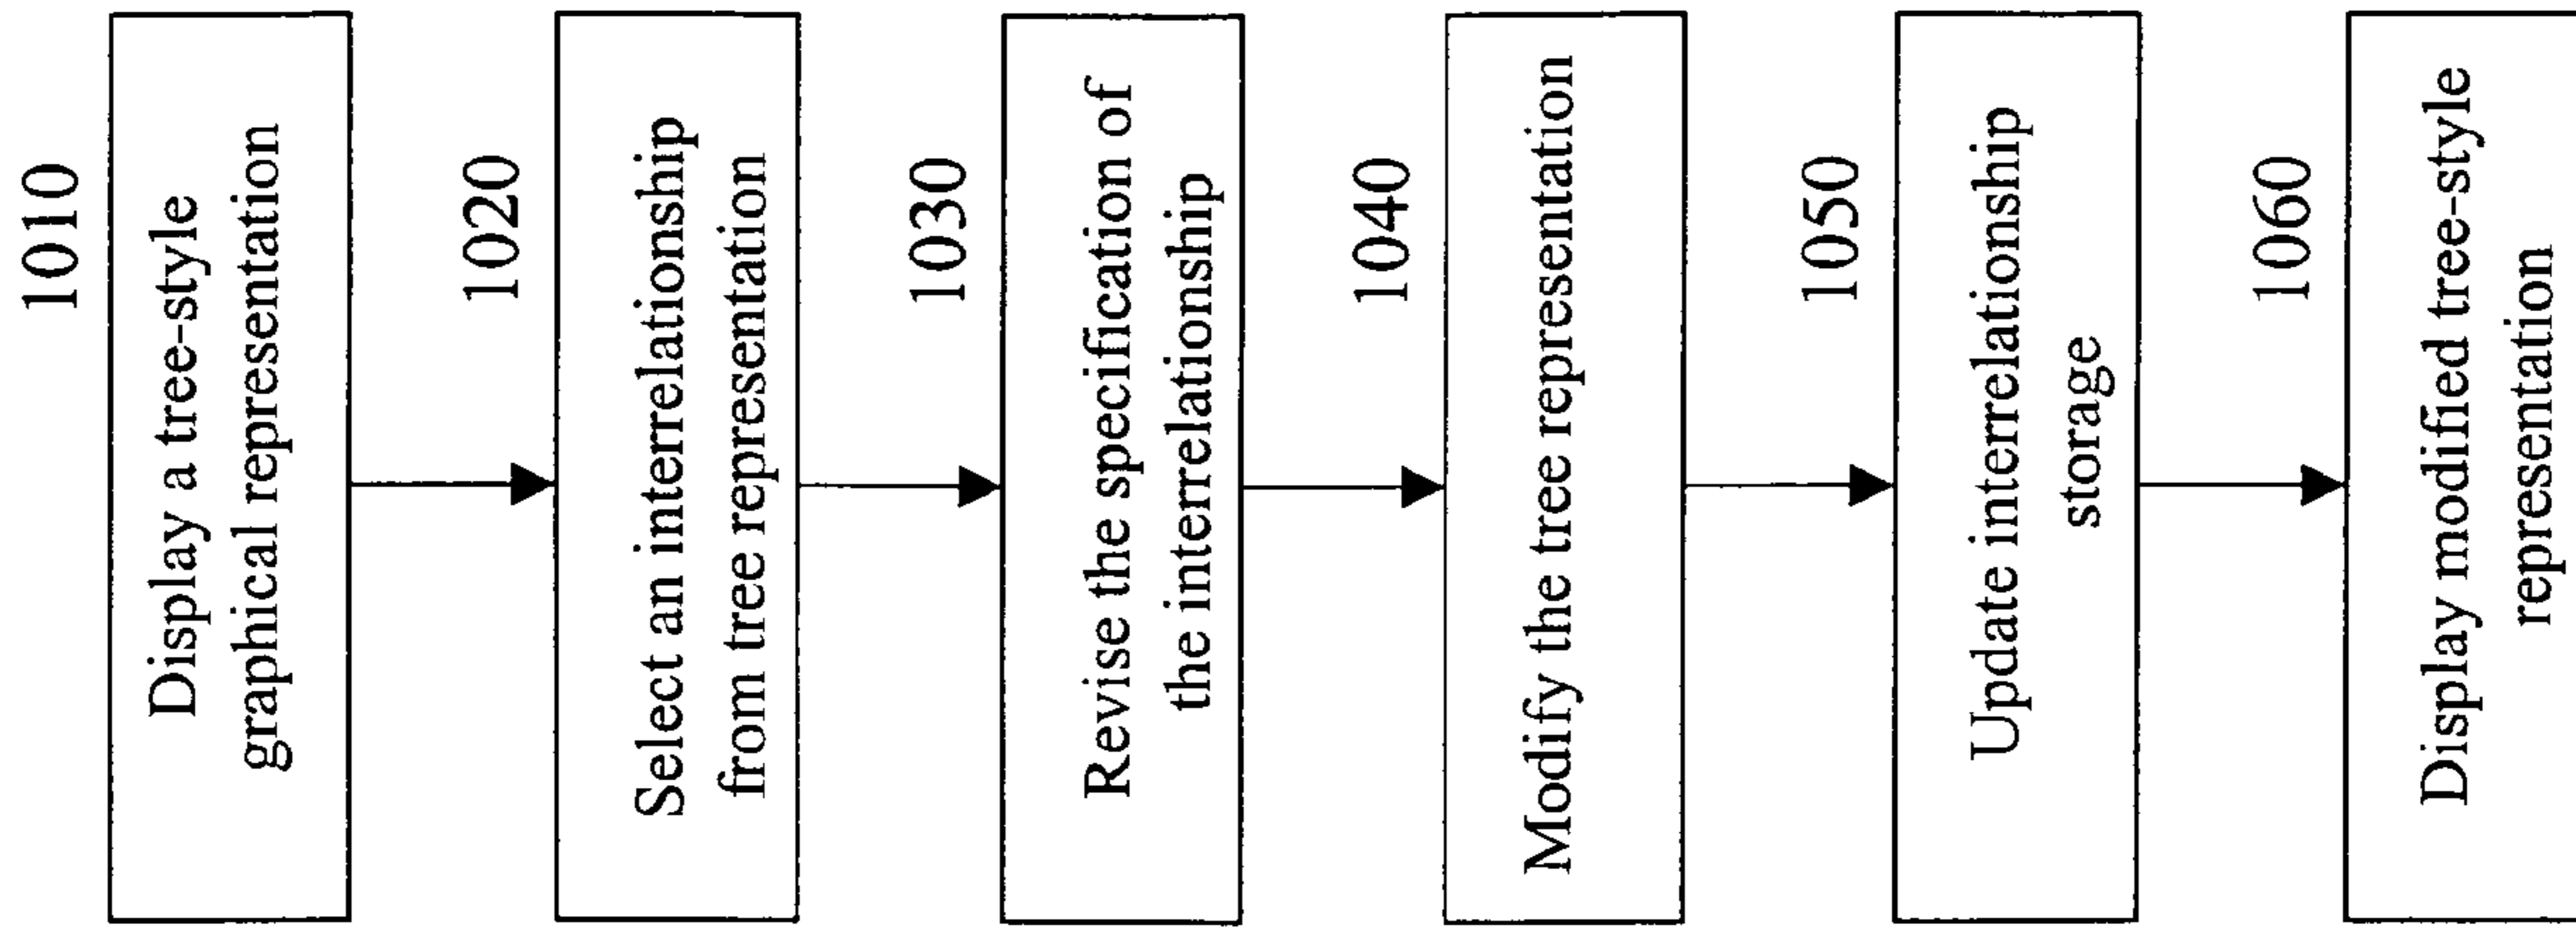 1010
Display a tree-style
graphical representation
1020
Select an interrelationship
from tree representation
1030
Revise the specification of
the interrelationship
1040
Modify the tree representation
1050
Update interrelationship
storage
1060
Display modified tree-style
representation